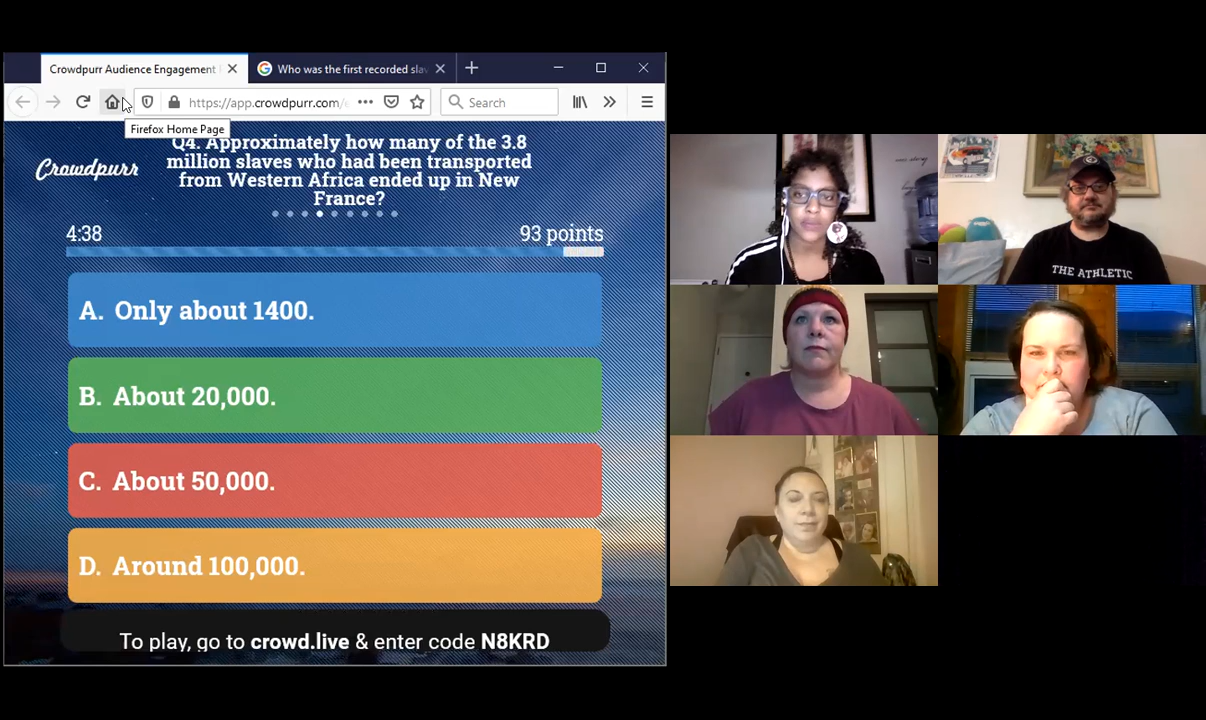 Crowdpurr Audience Engagement
Who was the first recorded sla
https://app.crowdpurr.com/
Search
Firefox Home Page
Crowdpurr
Q4. Approximately how many of the 3.8
million slaves who had been transported
from Western Africa ended up in New
France?
4:38
93 points
A. Only about 1400.
B. About 20,000.
C. About 50,000.
D. Around 100,000.
To play, go to crowd.live & enter code N8KRD
THE ATHLETIC